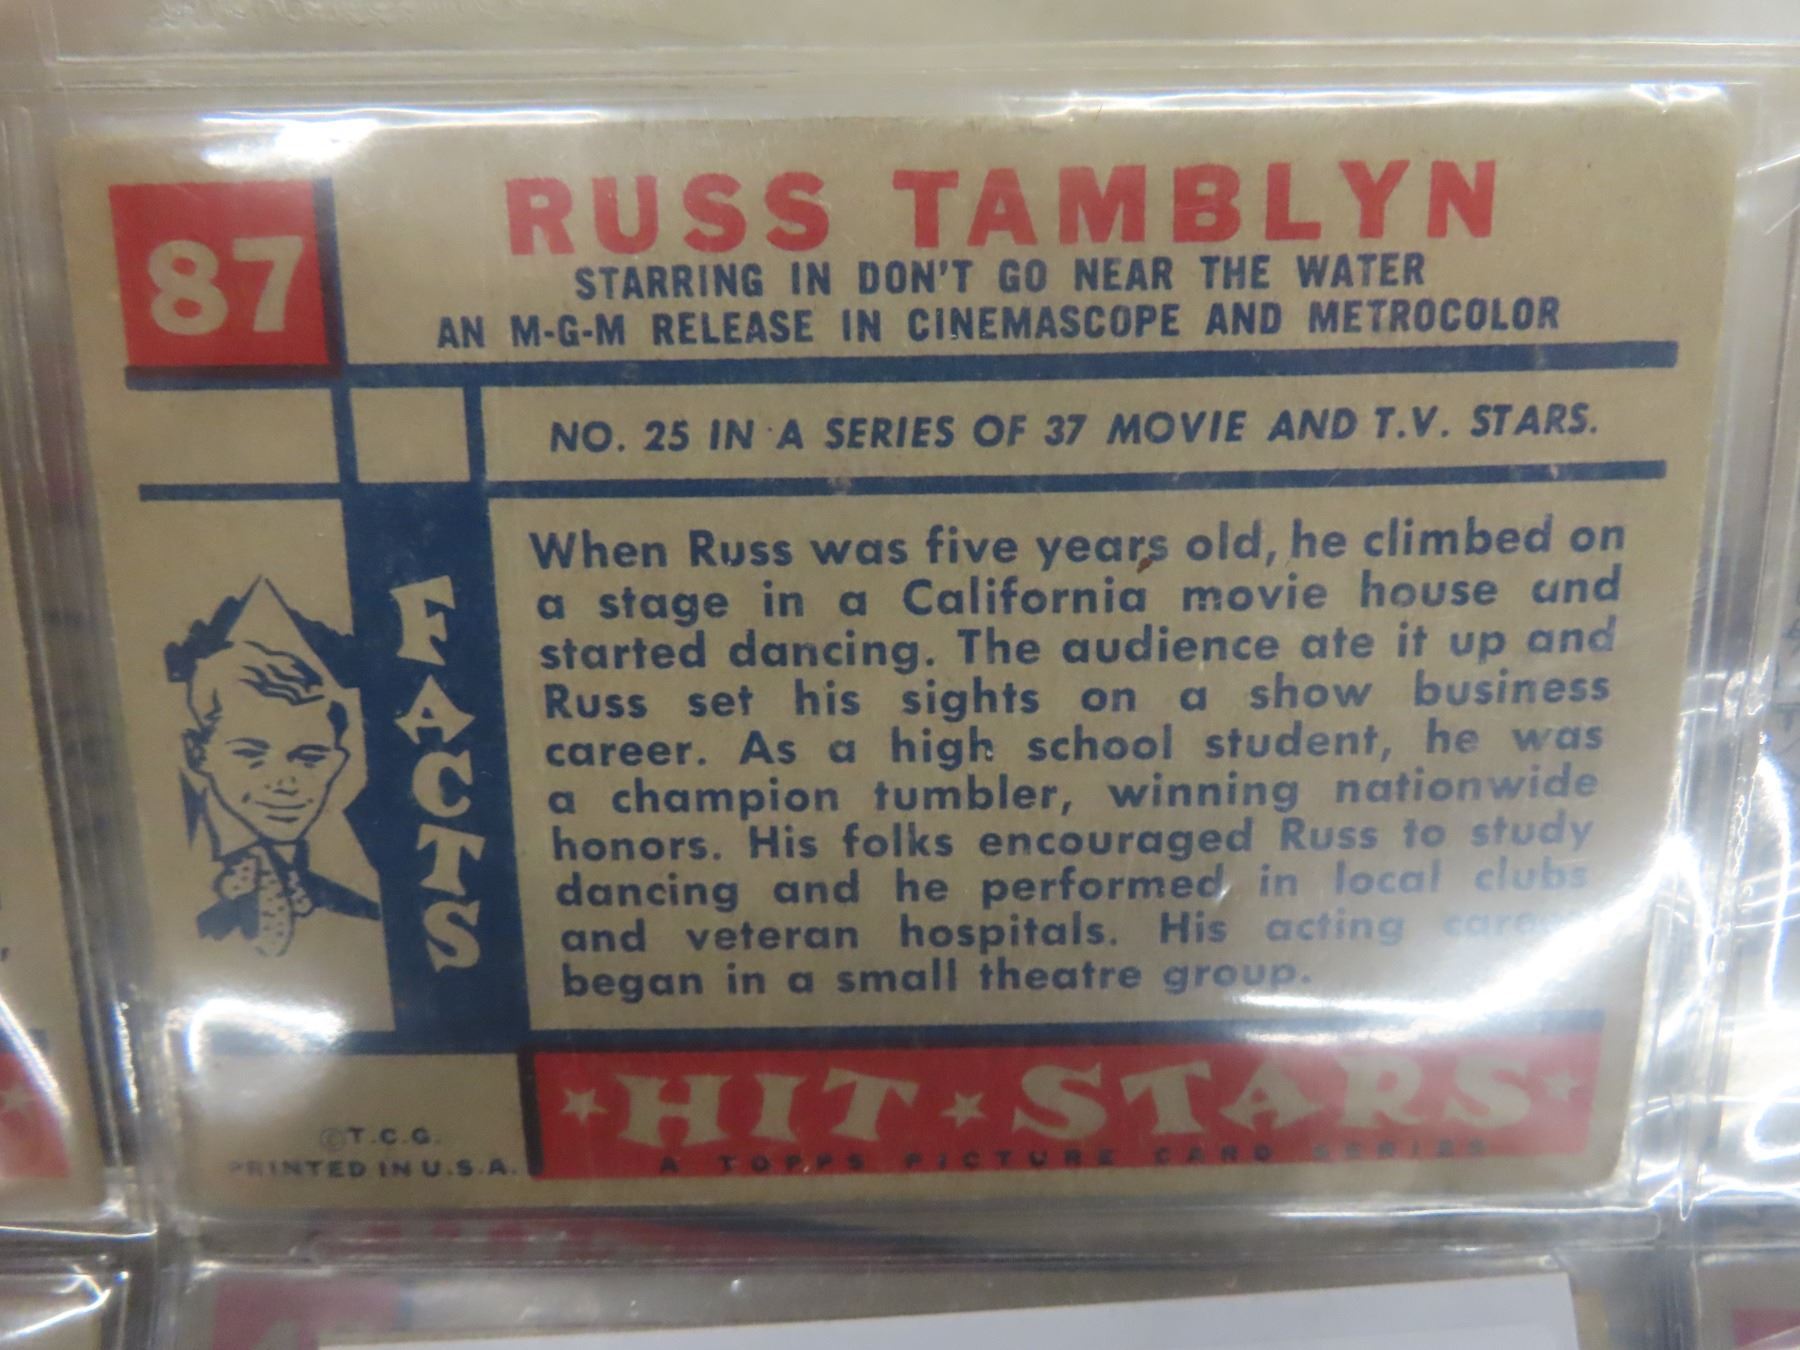 87
RUSS TAMBLYN
STARRING IN DON'T GO NEAR THE WATER
AN M-G-M RELEASE IN CINEMASCOPE AND METROCOLOR
NO. 25 IN A SERIES OF 37 MOVIE AND T.V. STARS.
FACTS
When Russ was five years old, he climbed on
a stage in a California movie house and
started dancing. The audience ate it up and
Russ set his sights on a show business
career. As a high school student, he was
a champion tumbler, winning nationwide
honors. His folks encouraged Russ to study
dancing and he performed in local clubs
and veteran hospitals. His acting career
began in a small theatre group.
HIT STARS
A TOPPS PICTURE CARD SERIES
©T.C.G.
PRINTED IN U.S.A.